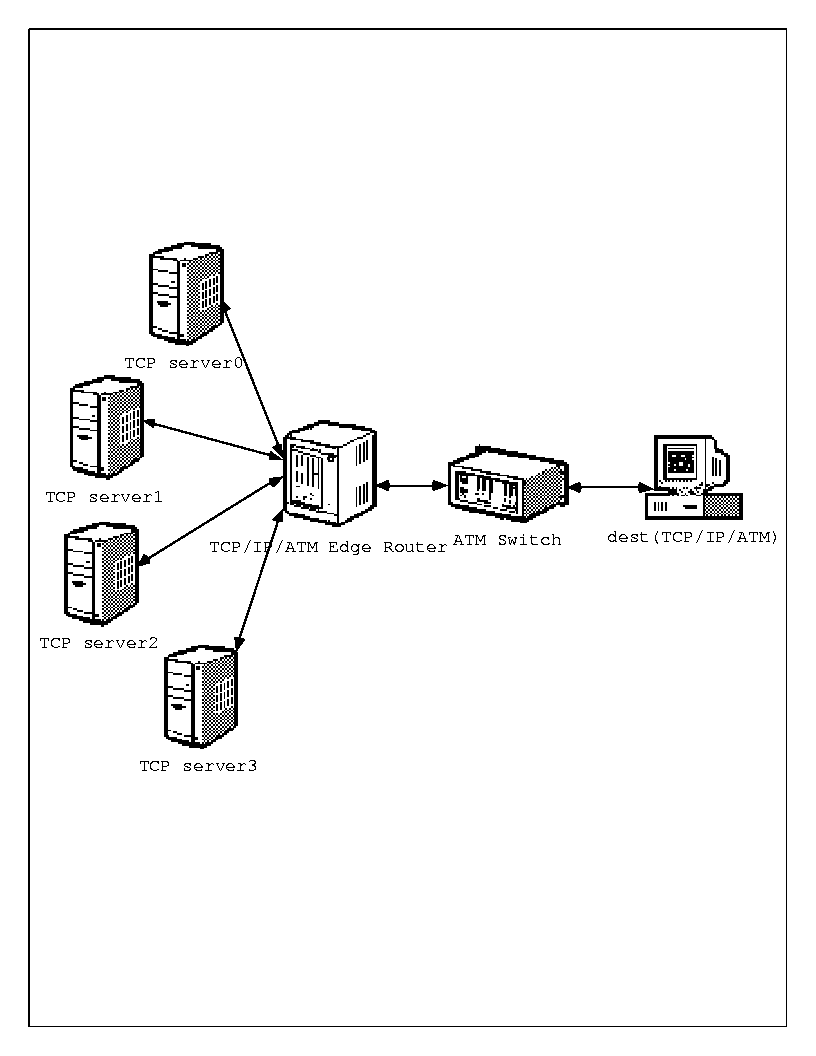 TCP server0
TCP server1
TCP/IP/ATM Edge Router
ATM Switch
dest(TCP/IP/ATM)
TCP server2
TCP server3